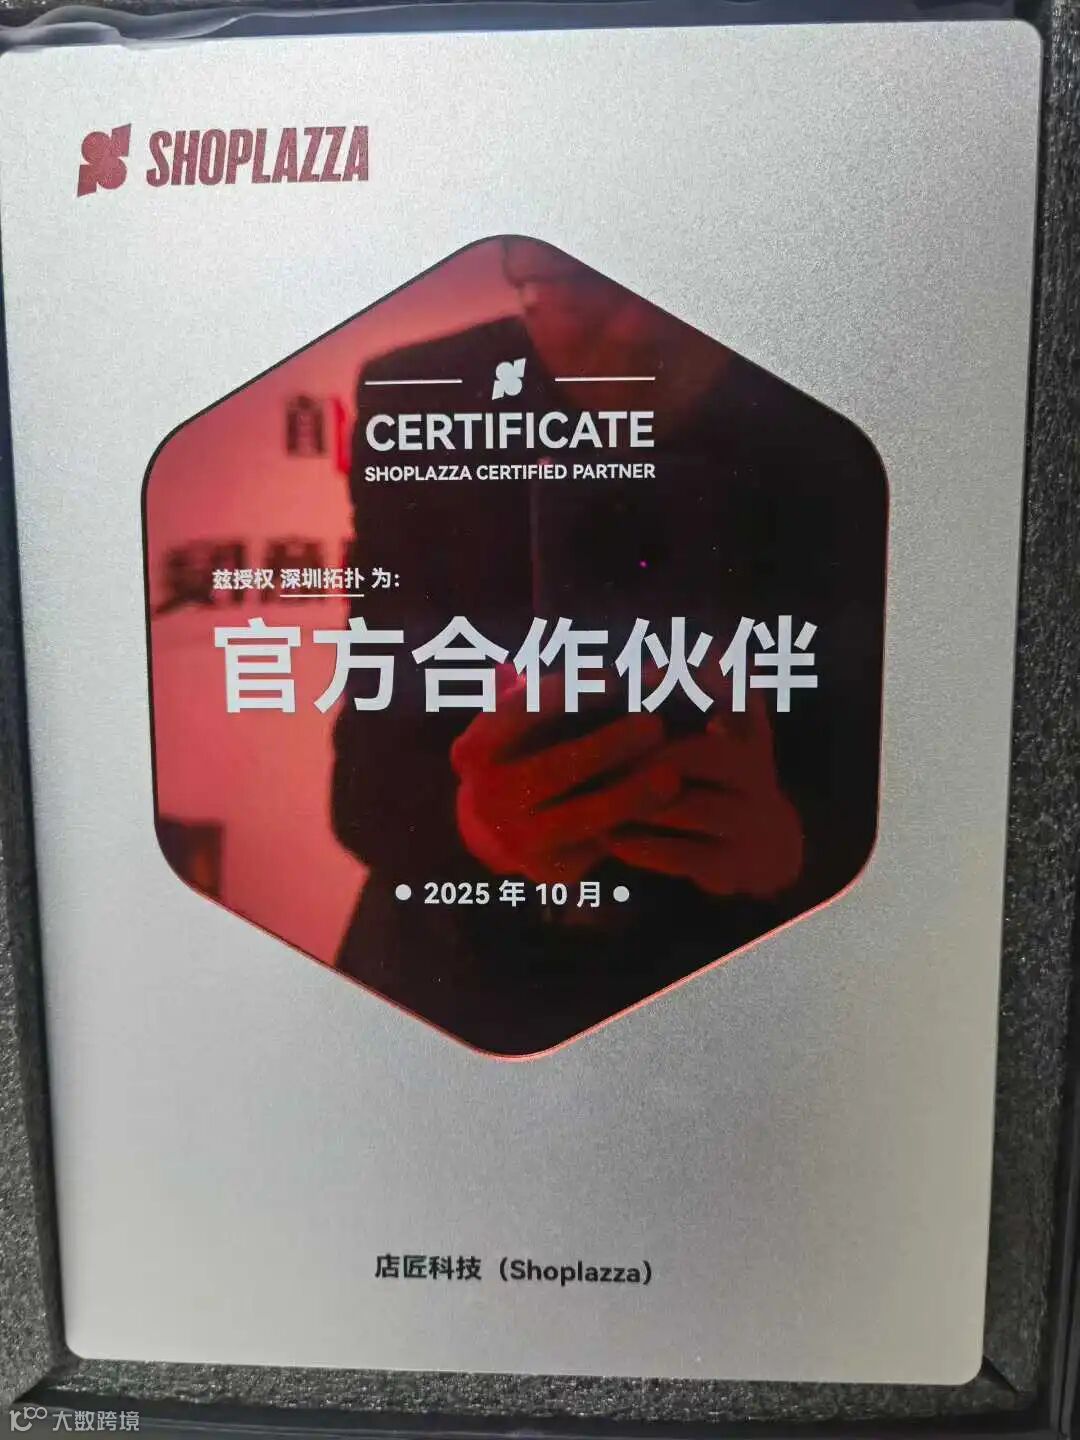 SHOPLAZZA
CERTIFICATE
SHOPLAZZA CERTIFIED PARTNER
兹授权 深圳拓扑 为:
官方合作伙伴
• 2025 年 10 月 •
店匠科技（Shoplazza）
大数跨境